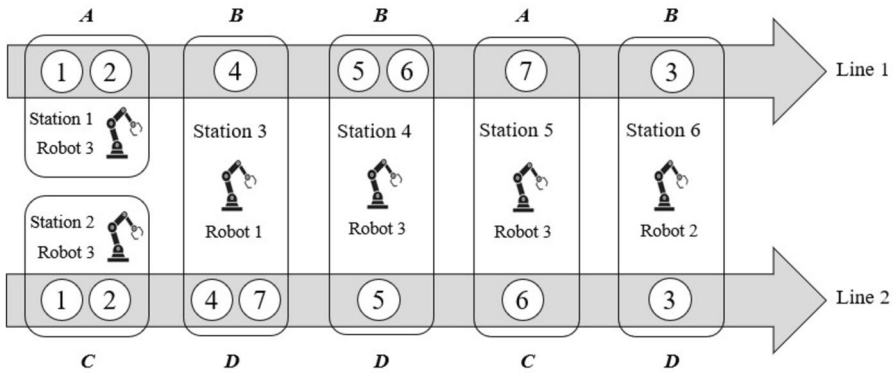 A B B A B
1 2 4 5 6 7 3 Line 1
Station 1
Robot 3
Station 3 Station 4 Station 5 Station 6
Station 2
Robot 3
Robot 1 Robot 3 Robot 3 Robot 2
1 2 4 7 5 6 3 Line 2
C D D C D